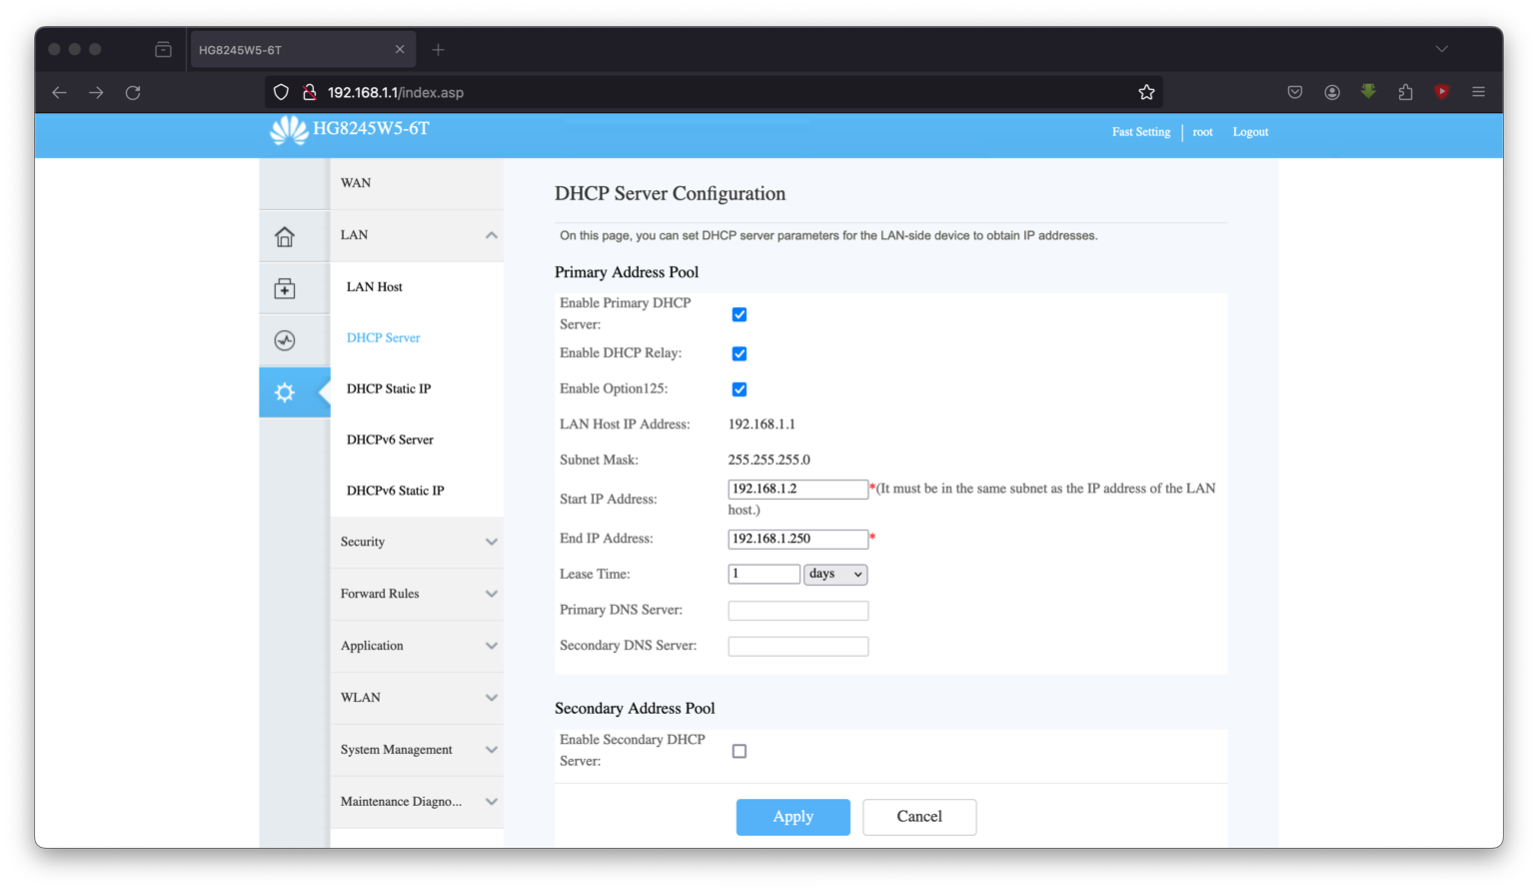 HG8245W5-6T
192.168.1.1/index.asp
HG8245W5-6T
Fast Setting
root
Logout
WAN
LAN
LAN Host
DHCP Server
DHCP Static IP
DHCPv6 Server
DHCPv6 Static IP
Security
Forward Rules
Application
WLAN
System Management
Maintenance Diagno...
DHCP Server Configuration
On this page, you can set DHCP server parameters for the LAN-side device to obtain IP addresses.
Primary Address Pool
Enable Primary DHCP
Server:
Enable DHCP Relay:
Enable Option125:
LAN Host IP Address: 192.168.1.1
Subnet Mask: 255.255.255.0
Start IP Address: 192.168.1.2 *(It must be in the same subnet as the IP address of the LAN
host.)
End IP Address: 192.168.1.250 *
Lease Time: 1 days
Primary DNS Server:
Secondary DNS Server:
Secondary Address Pool
Enable Secondary DHCP
Server:
Apply
Cancel